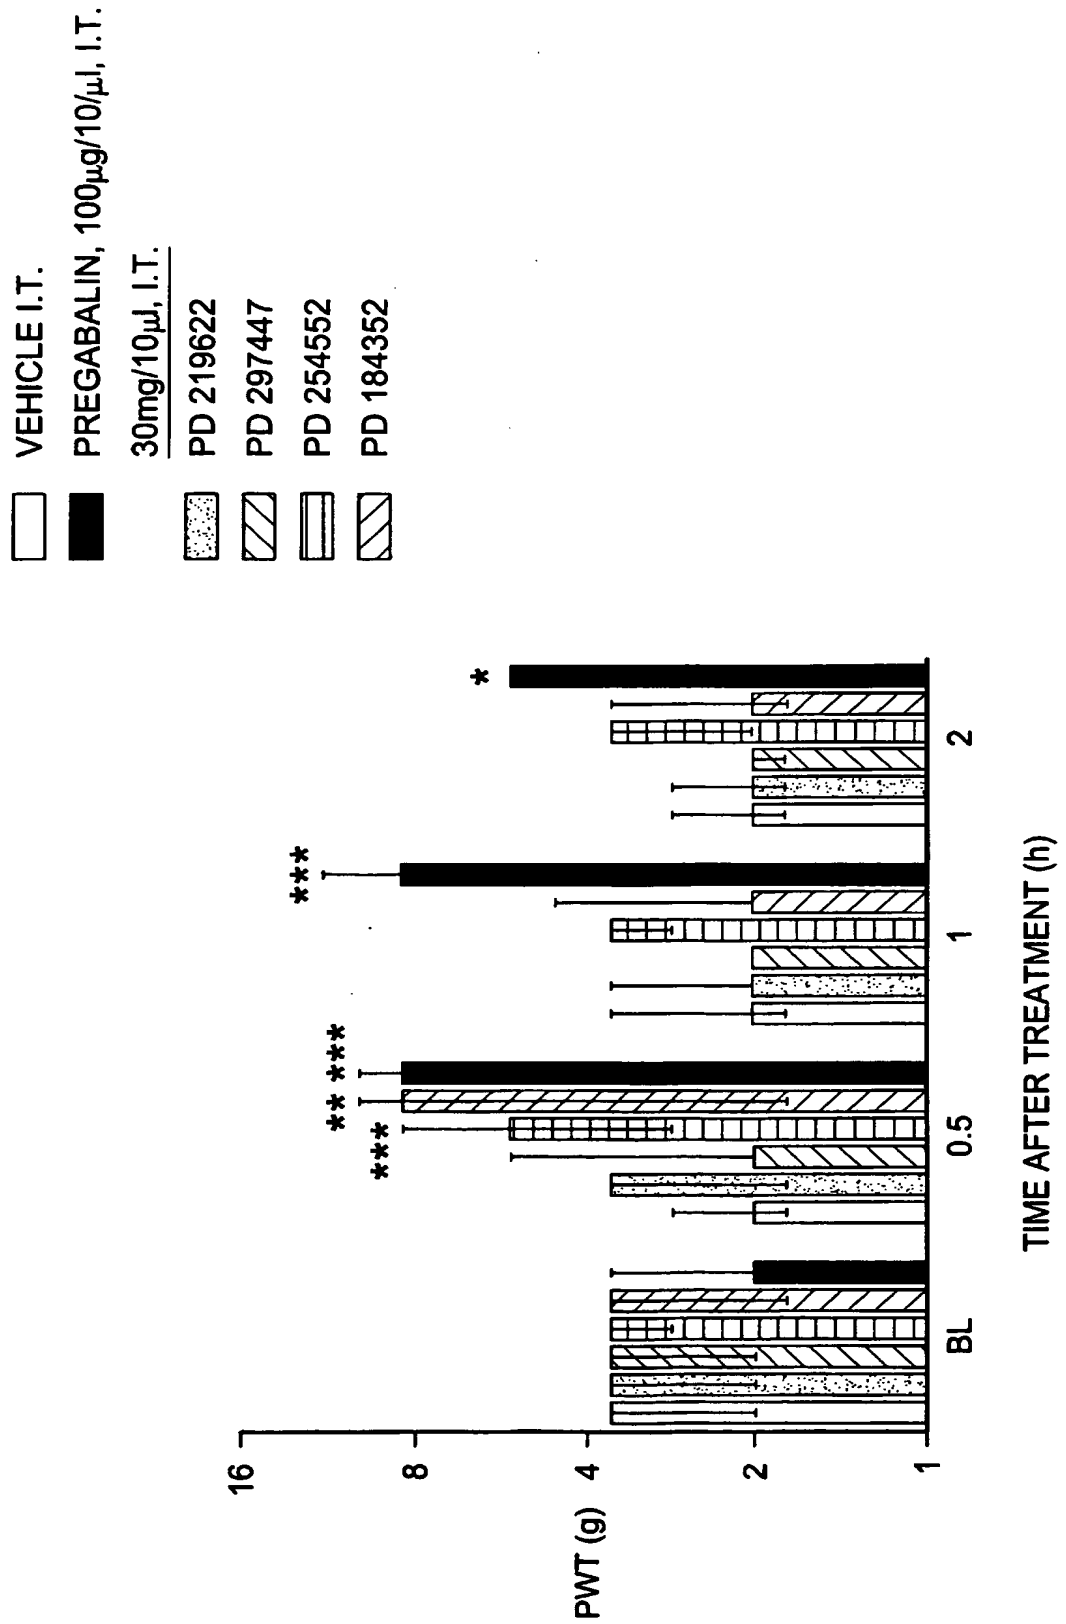 VEHICLE I.T.
PREGABALIN, 100µg/10/µl, I.T.
30mg/10µl, I.T.
PD 219622
PD 297447
PD 254552
PD 184352
PWT (g)
16
8
4
2
1
***
** ***
***
*
BL
0.5
1
2
TIME AFTER TREATMENT (h)